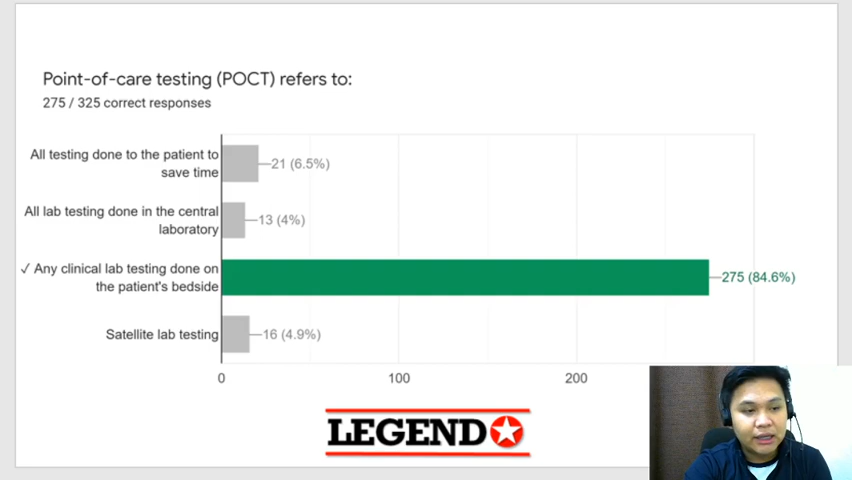 Point-of-care testing (POCT) refers to:
275 / 325 correct responses
All testing done to the patient to
save time
21 (6.5%)
All lab testing done in the central
laboratory
13 (4%)
✓ Any clinical lab testing done on
the patient's bedside
275 (84.6%)
Satellite lab testing
16 (4.9%)
0 100 200
LEGEND